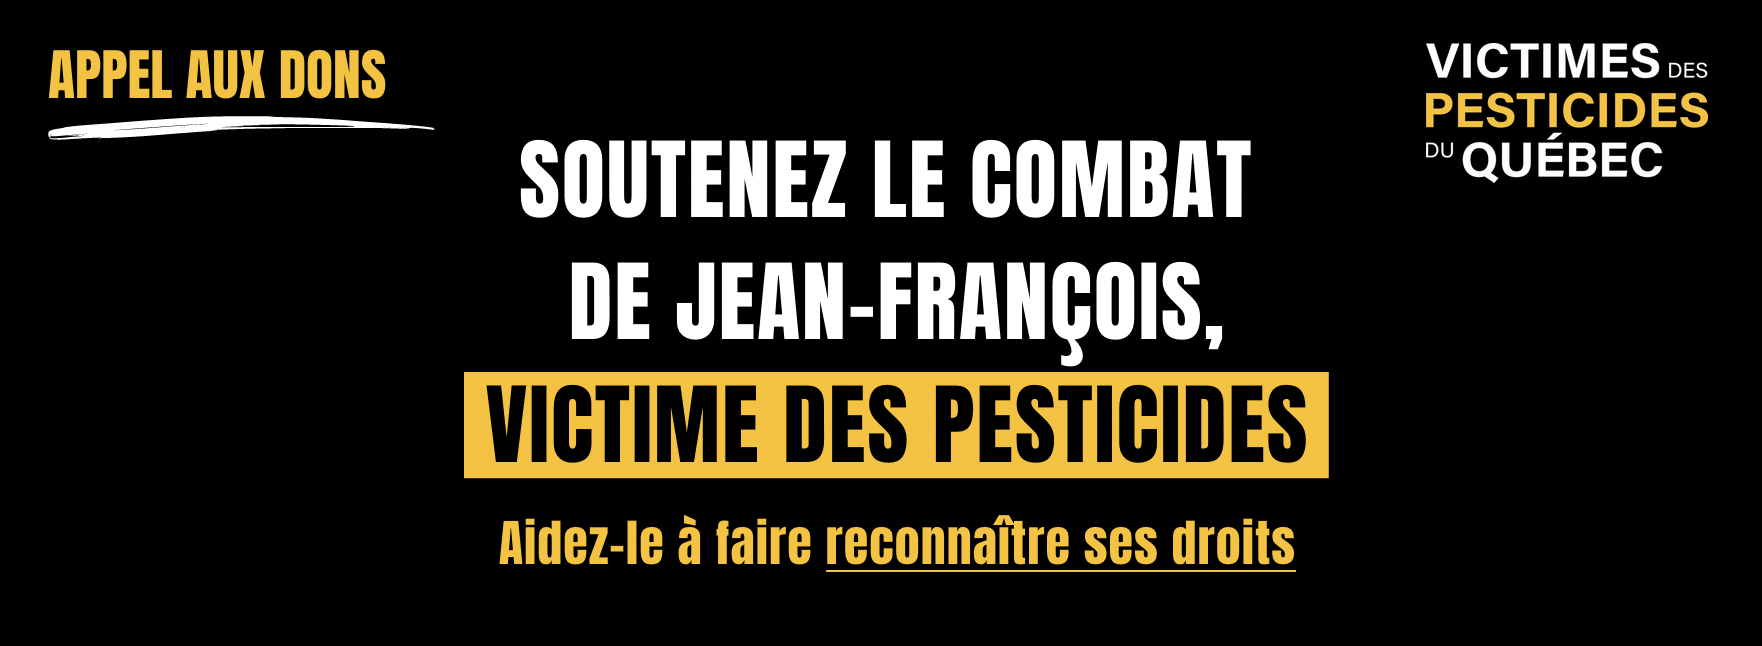 APPEL AUX DONS
VICTIMES DES
PESTICIDES
DU QUÉBEC
SOUTENEZ LE COMBAT
DE JEAN-FRANÇOIS,
VICTIME DES PESTICIDES
Aidez-le à faire reconnaître ses droits